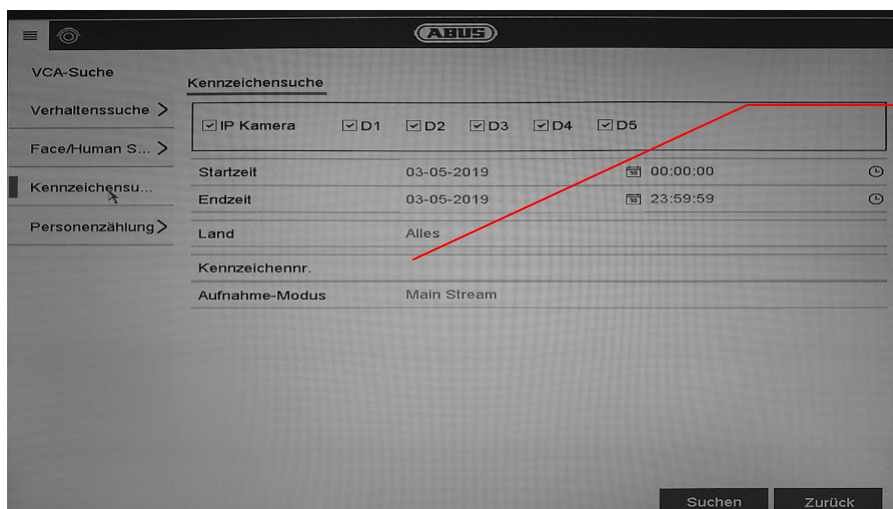 ABUS
VCA-Suche
Kennzeichensuche
Verhaltenssuche
IP Kamera D1 D2 D3 D4 D5
Face/Human S...
Startzeit 03-05-2019 00:00:00
Kennzeichensu...
Endzeit 03-05-2019 23:59:59
Personenzählung
Land Alles
Kennzeichennr.
Aufnahme-Modus Main Stream
Suchen Zurück